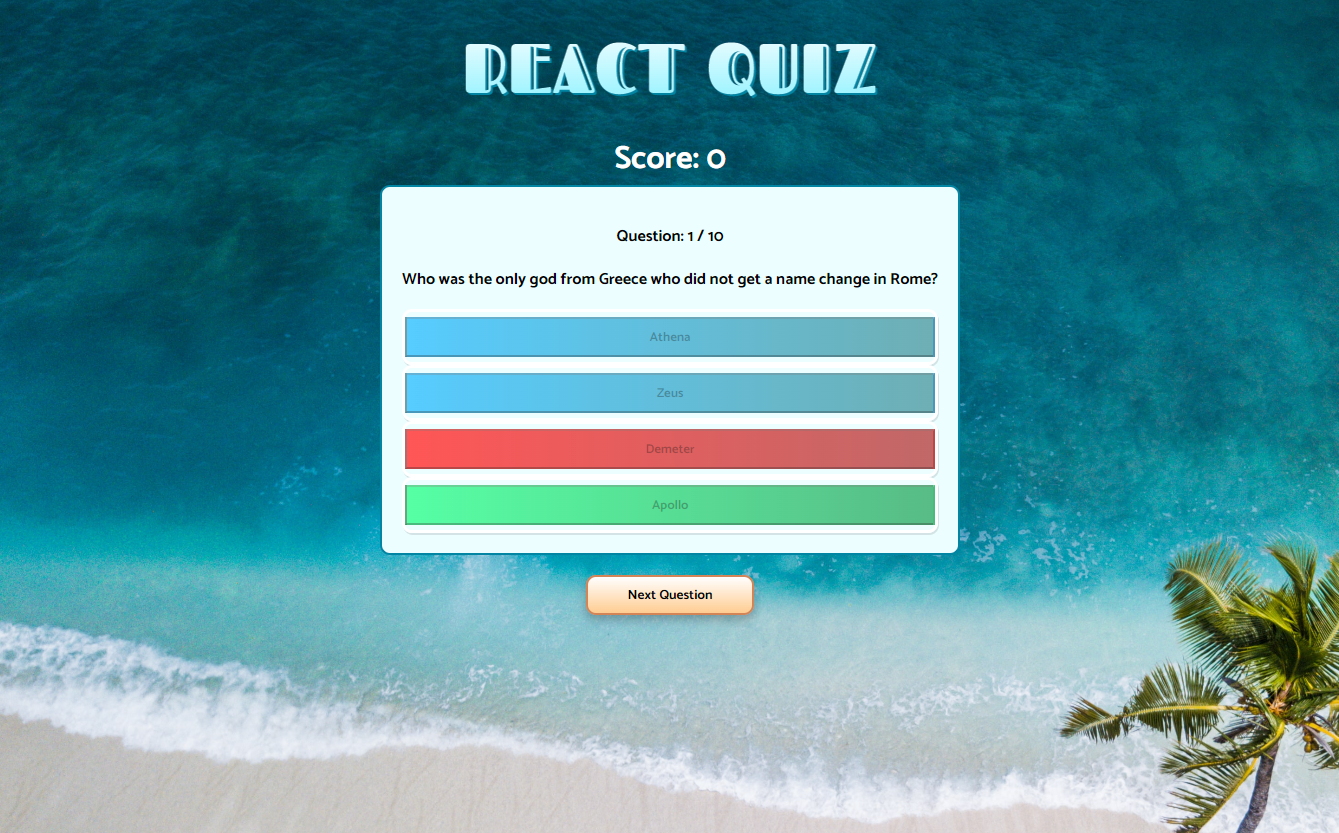 REACT QUIZ
Score: 0
Question: 1 / 10
Who was the only god from Greece who did not get a name change in Rome?
Athena
Zeus
Demeter
Apollo
Next Question